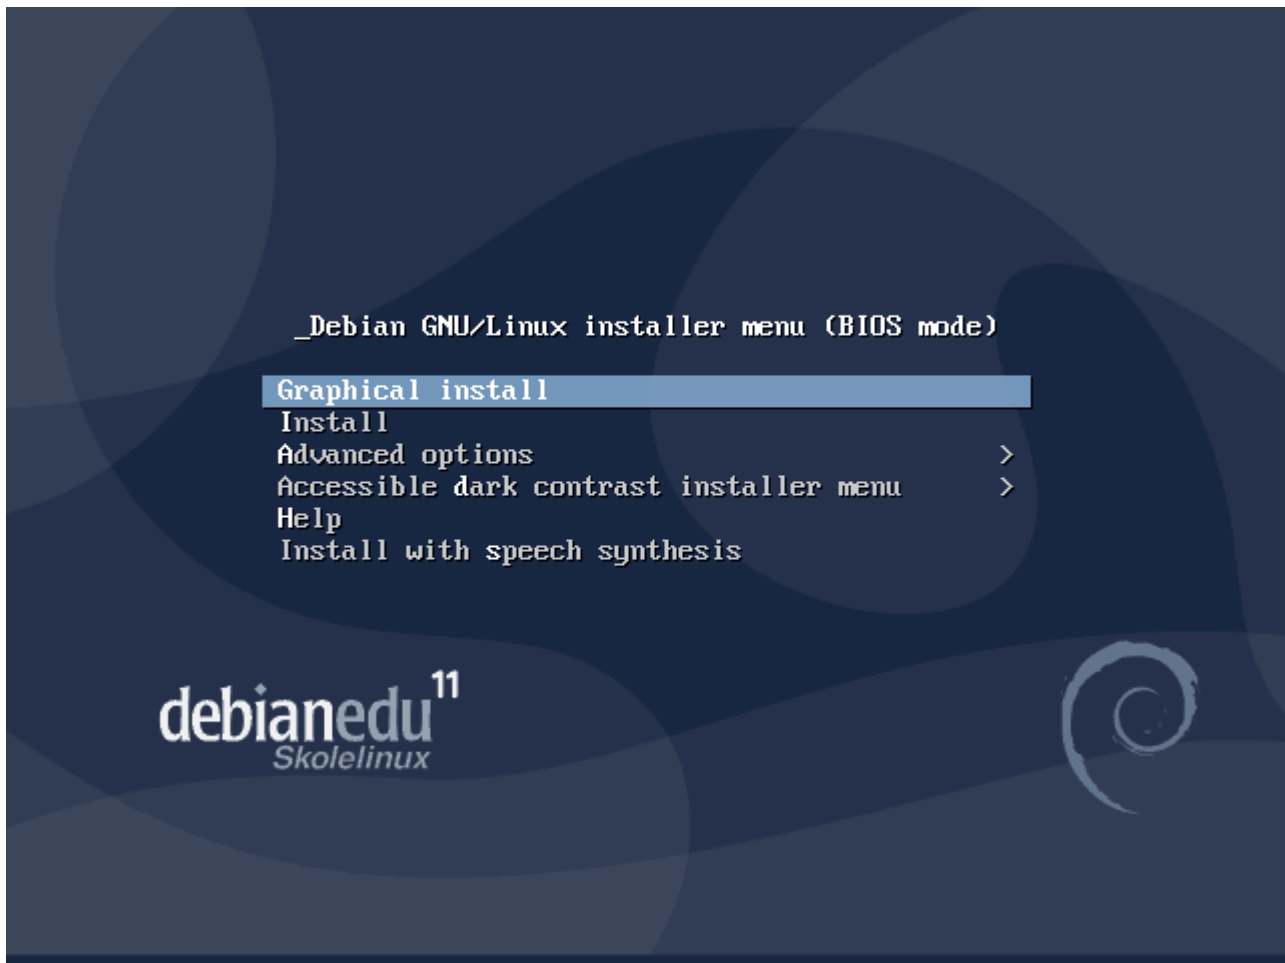 _Debian GNU/Linux installer menu (BIOS mode)
Graphical install
Install
Advanced options >
Accessible dark contrast installer menu >
Help
Install with speech synthesis
debianedu 11
Skolelinux